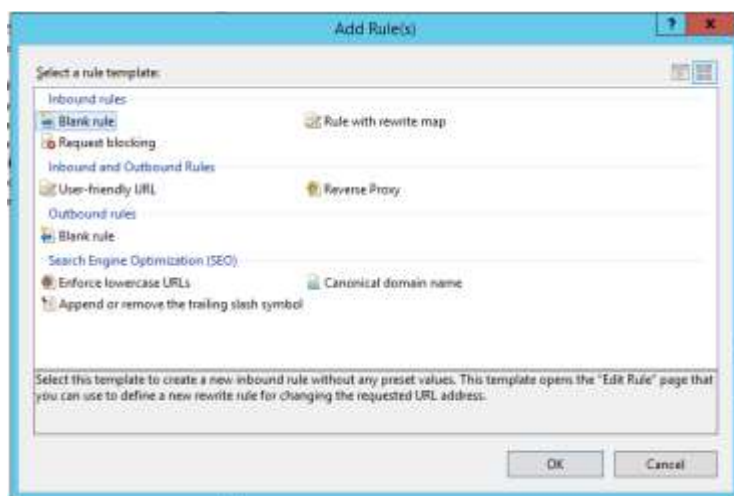 Add Rule(s)
Select a rule template:
Inbound rules
Blank rule Rule with rewrite map
Request blocking
Inbound and Outbound Rules
User-friendly URL Reverse Proxy
Outbound rules
Blank rule
Search Engine Optimization (SEO)
Enforce lowercase URLs Canonical domain name
Append or remove the trailing slash symbol
Select this template to create a new inbound rule without any preset values. This template opens the "Edit Rule" page that
you can use to define a new rewrite rule for changing the requested URL address.
OK Cancel